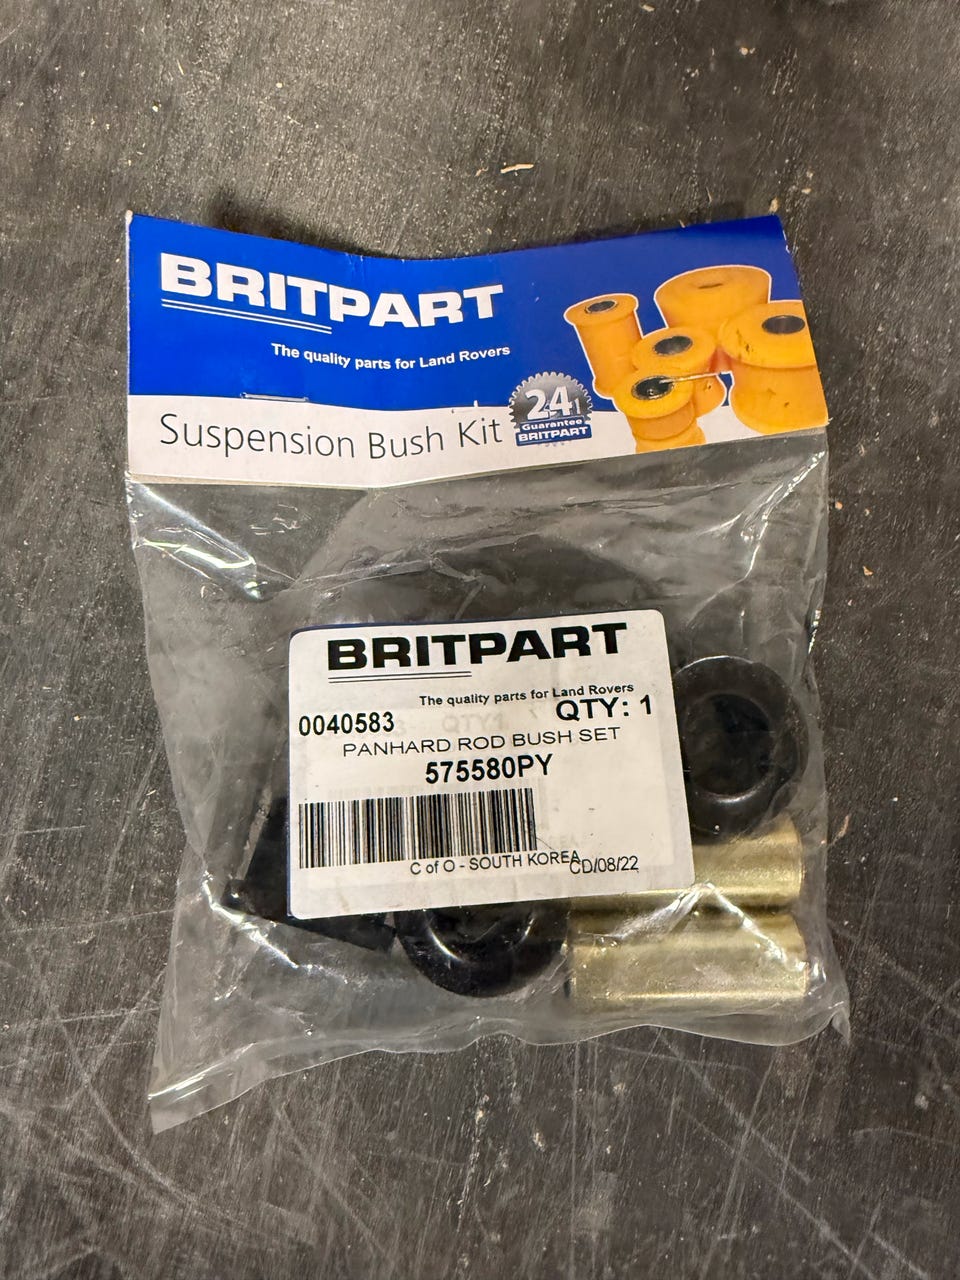 BRITPART
The quality parts for Land Rovers
Suspension Bush Kit
24
Guarantee
BRITPART
BRITPART
The quality parts for Land Rovers
0040583
QTY: 1
PANHARD ROD BUSH SET
575580PY
C of O - SOUTH KOREA
CD/08/22